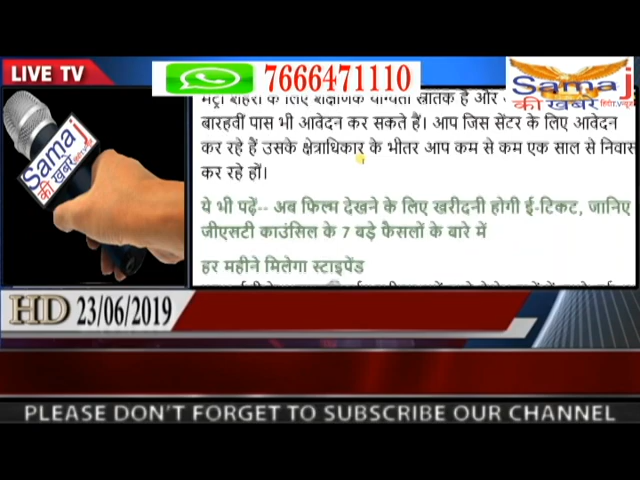 LIVE TV
7666471110
Samaj
की खबरें
Samaj
की खबरें
बारहवीं पास भी आवेदन कर सकते हैं। आप जिस सेंटर के लिए आवेदन
कर रहे हैं उसके क्षेत्राधिकार के भीतर आप कम से कम एक साल से निवास
कर रहे हों।
ये भी पढ़ें-- अब फिल्म देखने के लिए खरीदनी होगी ई-टिकट, जानिए
जीएसटी काउंसिल के 7 बड़े फैसलों के बारे में
हर महीने मिलेगा स्टाइपेंड
HD 23/06/2019
PLEASE DON'T FORGET TO SUBSCRIBE OUR CHANNEL